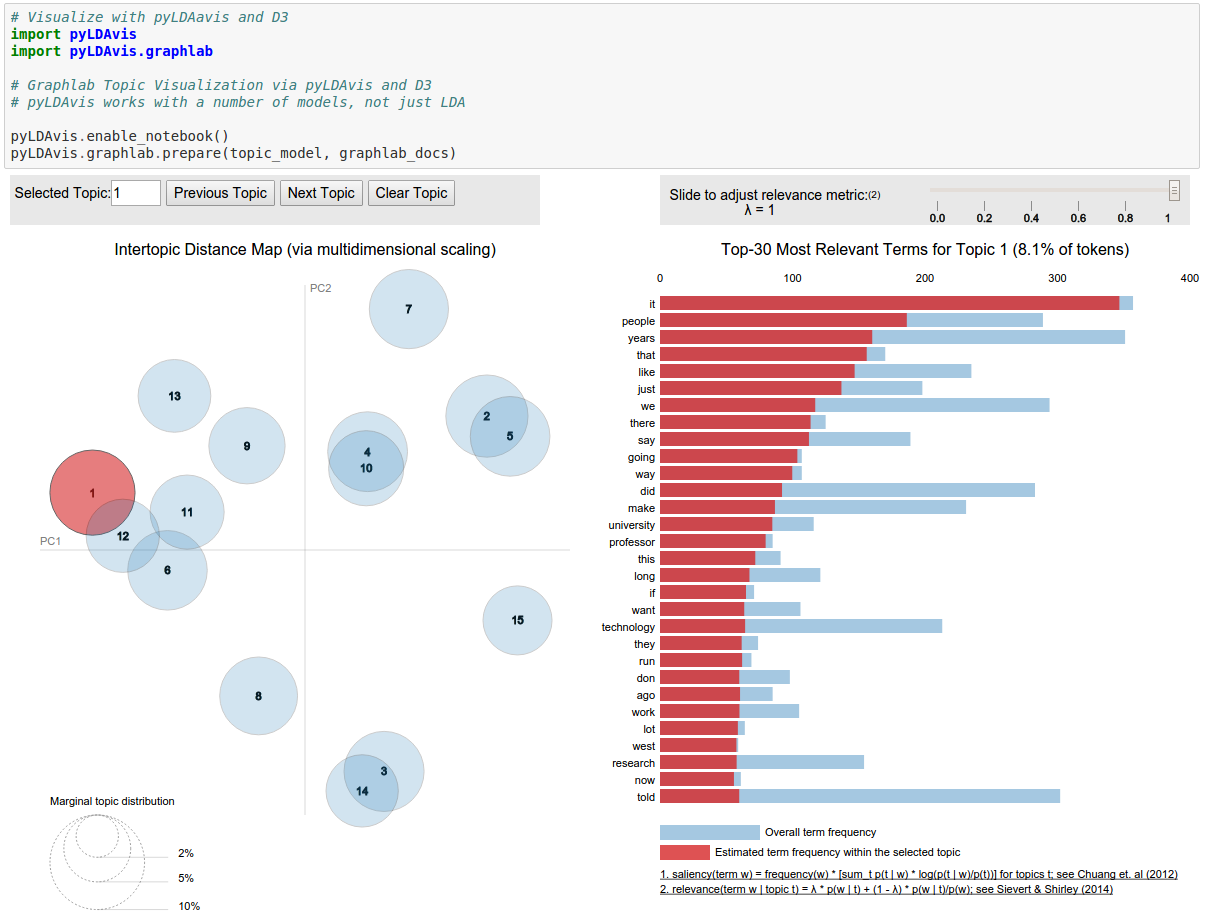 # Visualize with pyLDAavis and D3
import pyLDAvis
import pyLDAvis.graphlab
# Graphlab Topic Visualization via pyLDAvis and D3
# pyLDAvis works with a number of models, not just LDA
pyLDAvis.enable_notebook()
pyLDAvis.graphlab.prepare(topic_model, graphlab_docs)
Selected Topic: 1 Previous Topic Next Topic Clear Topic
Slide to adjust relevance metric:(2)
λ = 1
0.0 0.2 0.4 0.6 0.8 1
Intertopic Distance Map (via multidimensional scaling)
PC2
PC1
7
13
2
5
9
4
10
1
11
12
6
15
8
3
14
Marginal topic distribution
2%
5%
10%
Top-30 Most Relevant Terms for Topic 1 (8.1% of tokens)
0 100 200 300 400
it
people
years
that
like
just
we
there
say
going
way
did
make
university
professor
this
long
if
want
technology
they
run
don
ago
work
lot
west
research
now
told
Overall term frequency
Estimated term frequency within the selected topic
1. saliency(term w) = frequency(w) * [sum_t p(t | w) * log(p(t | w)/p(t))] for topics t; see Chuang et. al (2012)
2. relevance(term w | topic t) = λ * p(w | t) + (1 - λ) * p(w | t)/p(w); see Sievert & Shirley (2014)